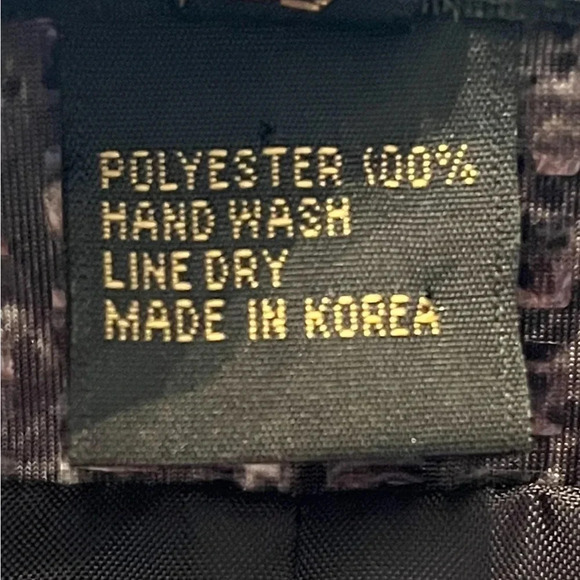 POLYESTER 100%
HAND WASH
LINE DRY
MADE IN KOREA